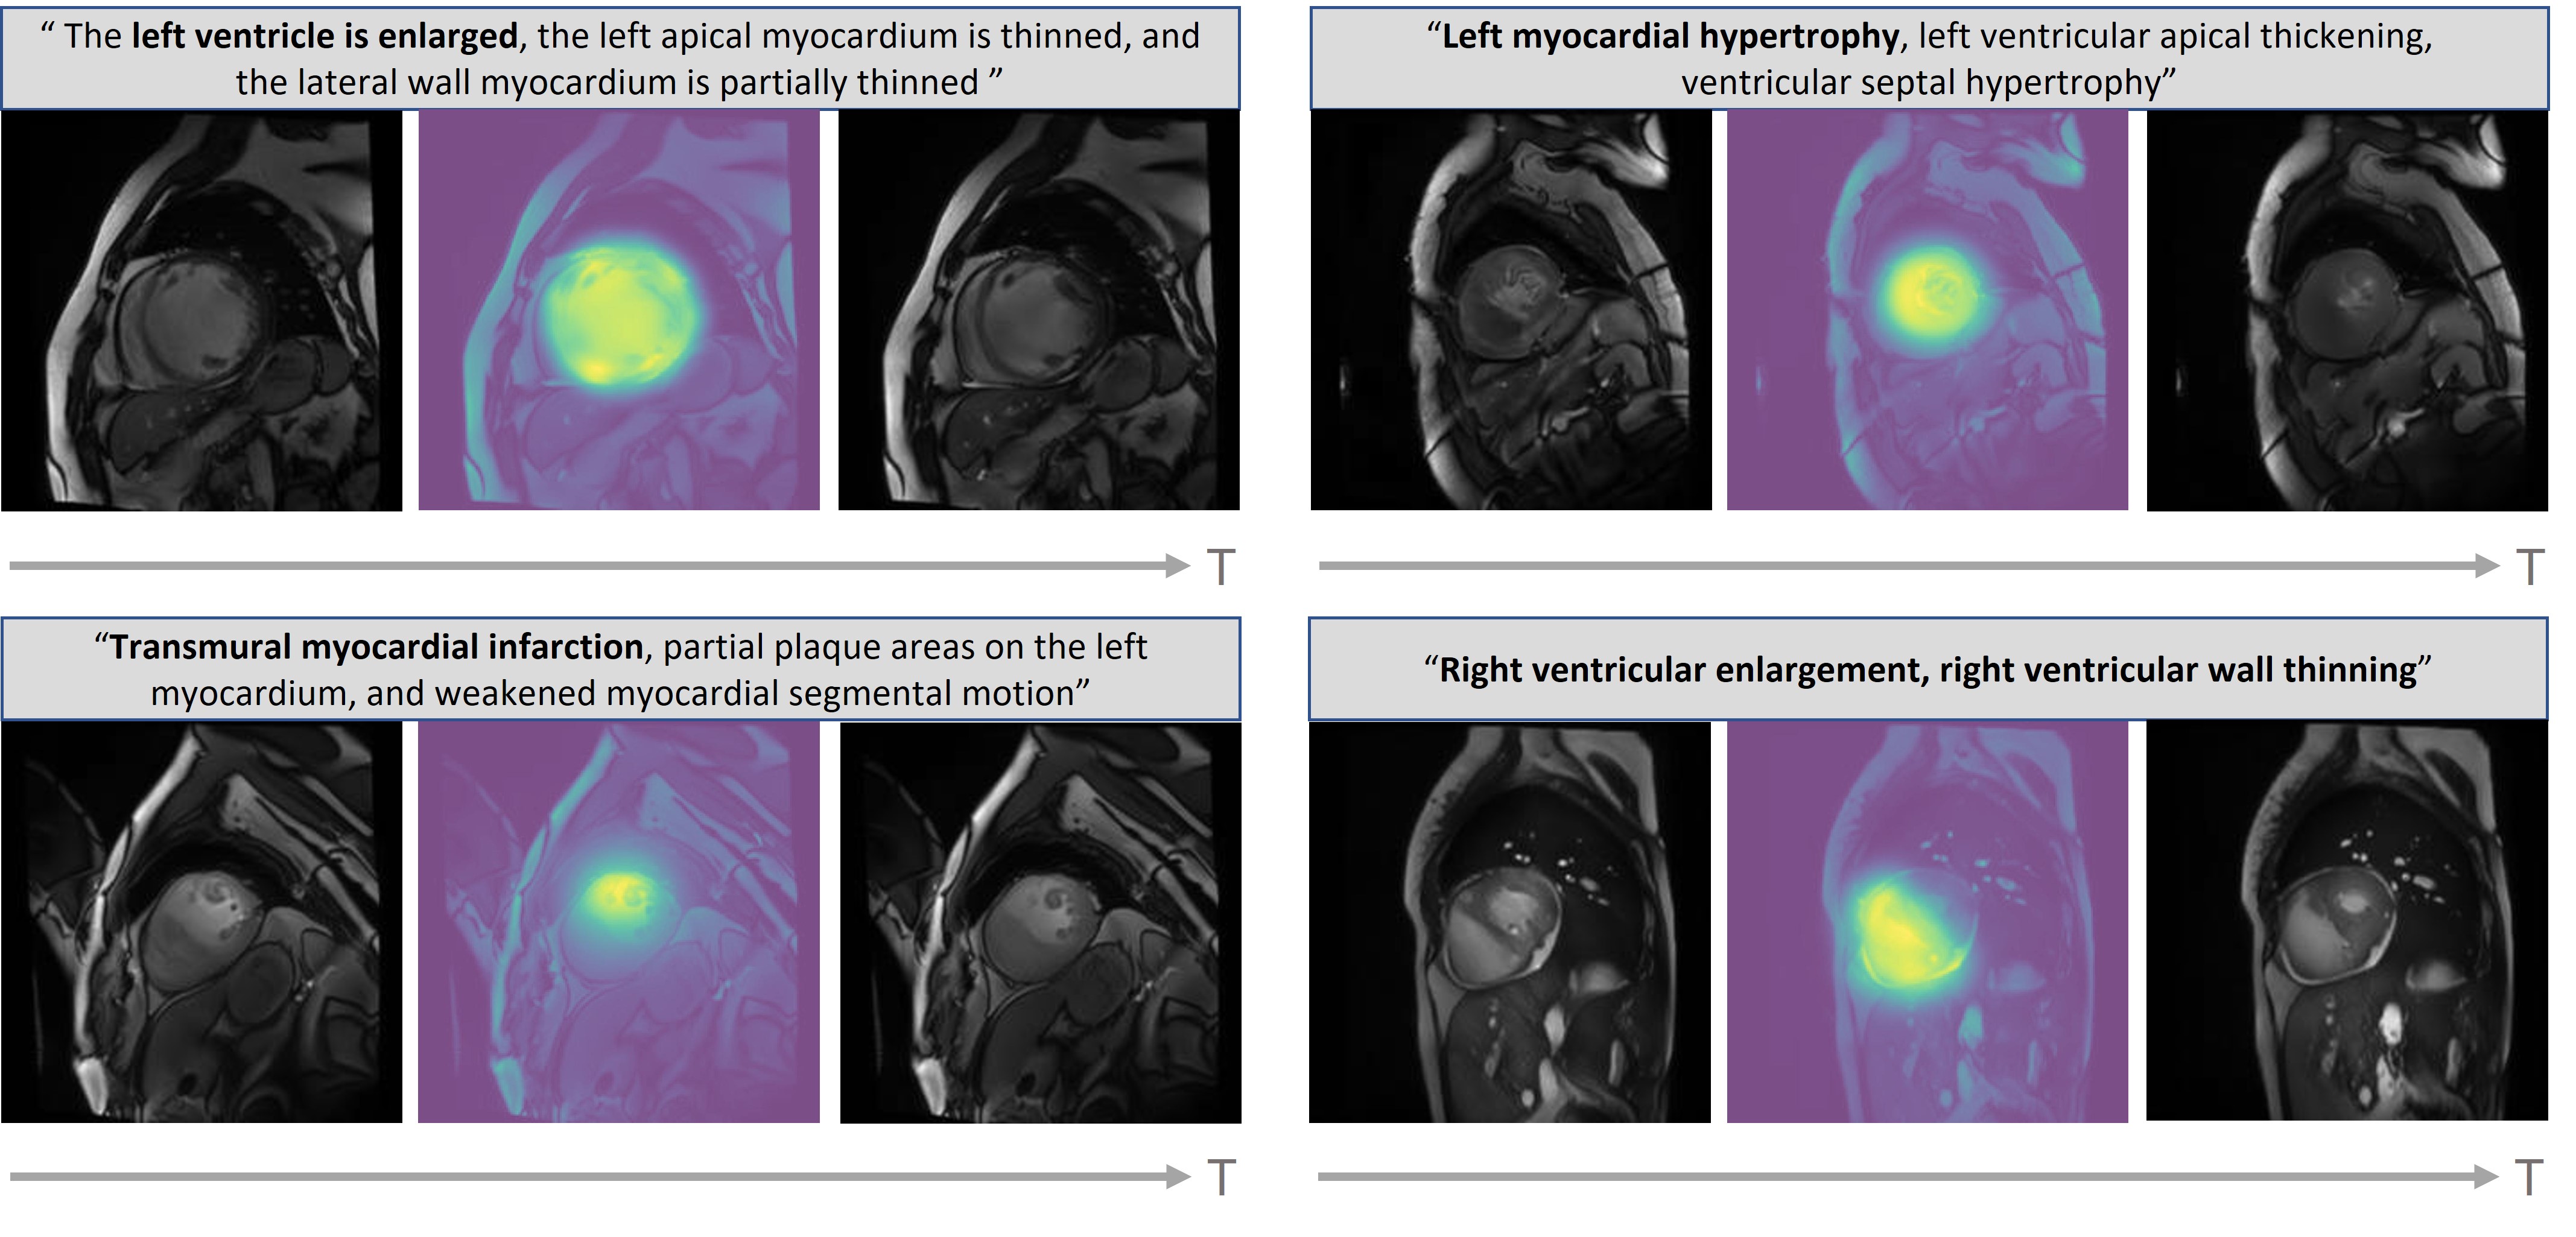 “ The left ventricle is enlarged, the left apical myocardium is thinned, and
the lateral wall myocardium is partially thinned ”
“Left myocardial hypertrophy, left ventricular apical thickening,
ventricular septal hypertrophy”
T
T
“Transmural myocardial infarction, partial plaque areas on the left
myocardium, and weakened myocardial segmental motion”
“Right ventricular enlargement, right ventricular wall thinning”
T
T